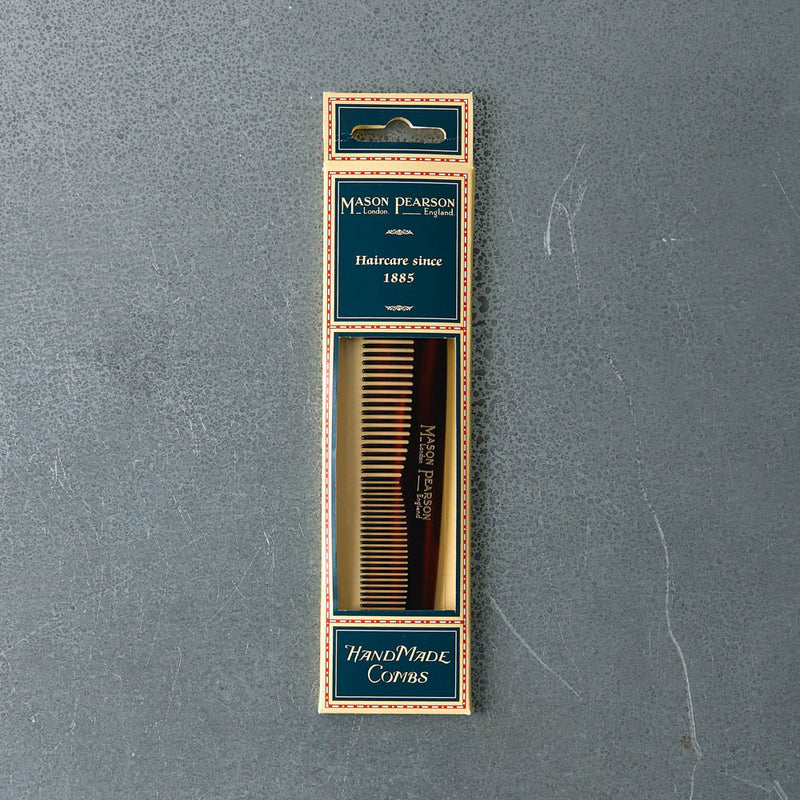 MASON PEARSON
London. England.
Haircare since
1885
MASON PEARSON
London England
HANDMADE
COMBS